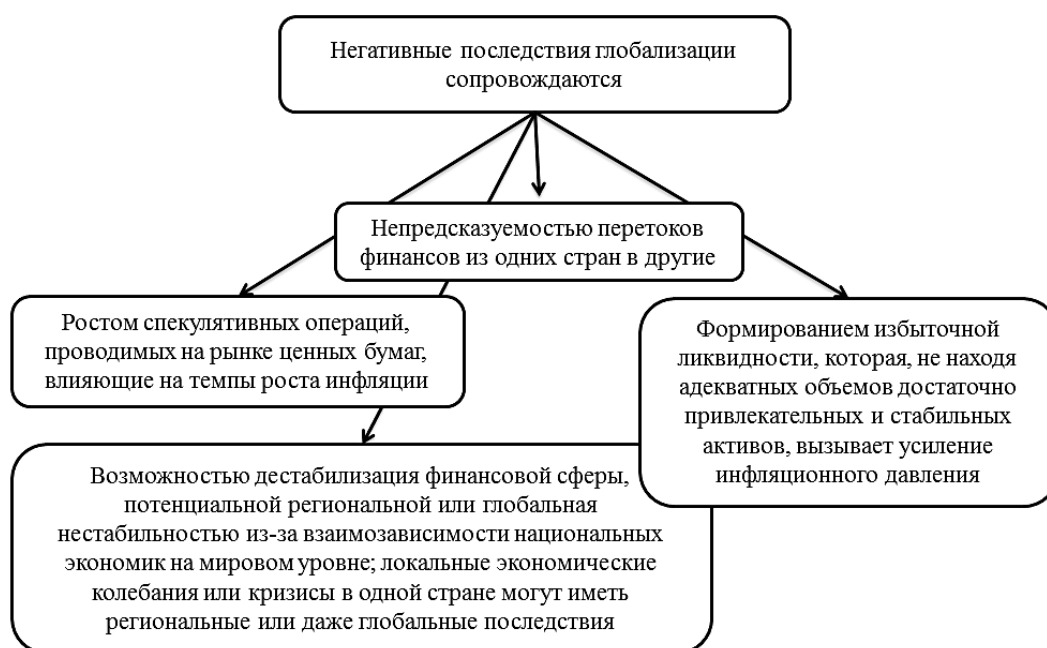 Негативные последствия глобализации
сопровождаются
Непредсказуемостью перетоков
финансов из одних стран в другие
Ростом спекулятивных операций,
проводимых на рынке ценных бумаг,
влияющие на темпы роста инфляции
Формированием избыточной
ликвидности, которая, не находя
адекватных объемов достаточно
привлекательных и стабильных
активов, вызывает усиление
инфляционного давления
Возможностью дестабилизация финансовой сферы,
потенциальной региональной или глобальная
нестабильностью из-за взаимозависимости национальных
экономик на мировом уровне; локальные экономические
колебания или кризисы в одной стране могут иметь
региональные или даже глобальные последствия